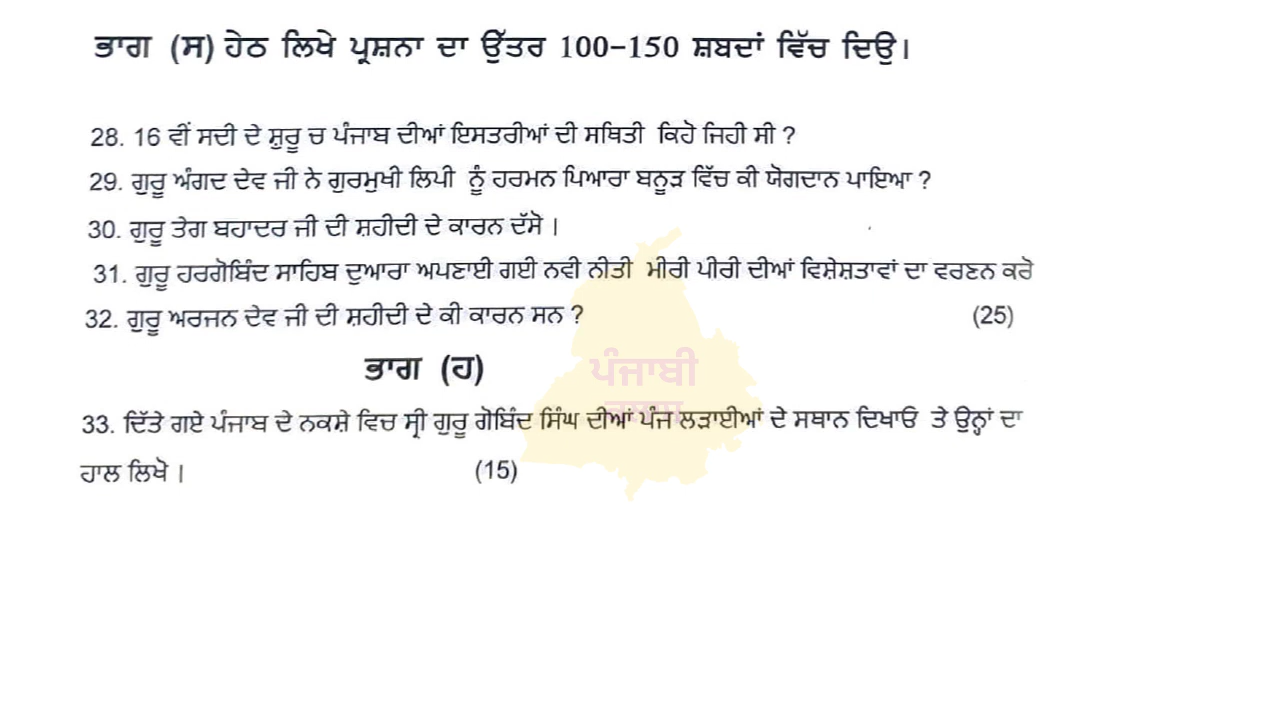 ਭਾਗ (ਸ) ਹੇਠ ਲਿਖੇ ਪ੍ਰਸ਼ਨਾ ਦਾ ਉੱਤਰ 100-150 ਸ਼ਬਦਾਂ ਵਿੱਚ ਦਿਉ।
28. 16 ਵੀਂ ਸਦੀ ਦੇ ਸ਼ੁਰੂ ਚ ਪੰਜਾਬ ਦੀਆਂ ਇਸਤਰੀਆਂ ਦੀ ਸਥਿਤੀ ਕਿਹੋ ਜਿਹੀ ਸੀ ?
29. ਗੁਰੂ ਅੰਗਦ ਦੇਵ ਜੀ ਨੇ ਗੁਰਮੁਖੀ ਲਿਪੀ ਨੂੰ ਹਰਮਨ ਪਿਆਰਾ ਬਨੂੜ ਵਿੱਚ ਕੀ ਯੋਗਦਾਨ ਪਾਇਆ ?
30. ਗੁਰੂ ਤੇਗ ਬਹਾਦਰ ਜੀ ਦੀ ਸ਼ਹੀਦੀ ਦੇ ਕਾਰਨ ਦੱਸੋ ।
31. ਗੁਰੂ ਹਰਗੋਬਿੰਦ ਸਾਹਿਬ ਦੁਆਰਾ ਅਪਣਾਈ ਗਈ ਨਵੀ ਨੀਤੀ ਮੀਰੀ ਪੀਰੀ ਦੀਆਂ ਵਿਸ਼ੇਸ਼ਤਾਵਾਂ ਦਾ ਵਰਣਨ ਕਰੋ
32. ਗੁਰੂ ਅਰਜਨ ਦੇਵ ਜੀ ਦੀ ਸ਼ਹੀਦੀ ਦੇ ਕੀ ਕਾਰਨ ਸਨ ? (25)
ਭਾਗ (ਹ)
ਪੰਜਾਬੀ
33. ਦਿੱਤੇ ਗਏ ਪੰਜਾਬ ਦੇ ਨਕਸ਼ੇ ਵਿਚ ਸ੍ਰੀ ਗੁਰੂ ਗੋਬਿੰਦ ਸਿੰਘ ਦੀਆਂ ਪੰਜ ਲੜਾਈਆਂ ਦੇ ਸਥਾਨ ਦਿਖਾਓ ਤੇ ਉਨ੍ਹਾਂ ਦਾ
ਹਾਲ ਲਿਖੋ । (15)